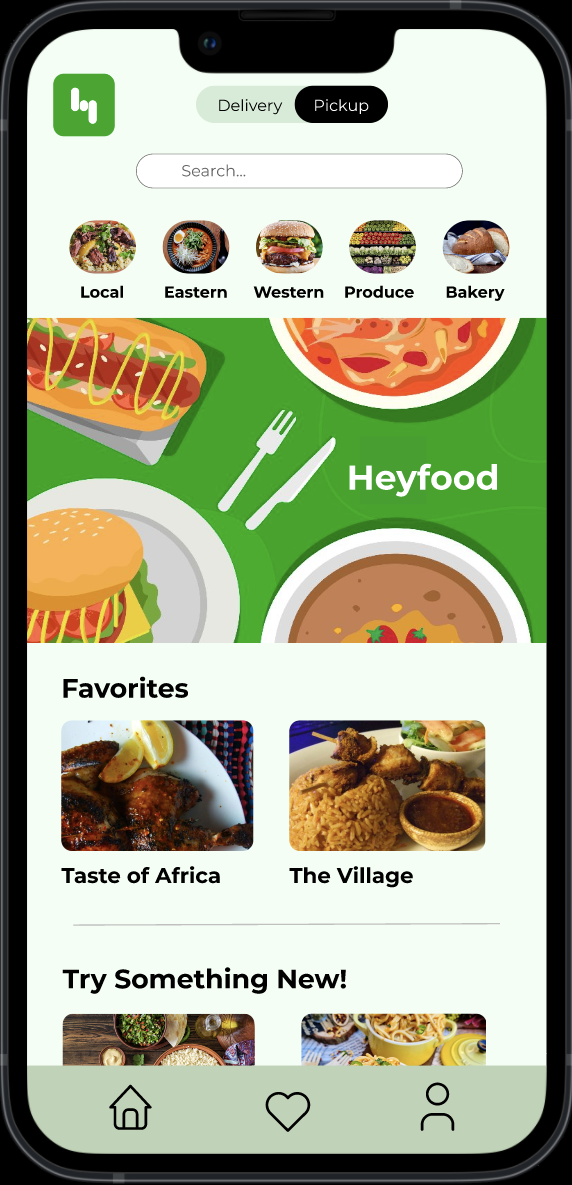 Delivery Pickup
Search...
Local Eastern Western Produce Bakery
Heyfood
Favorites
Taste of Africa The Village
Try Something New!